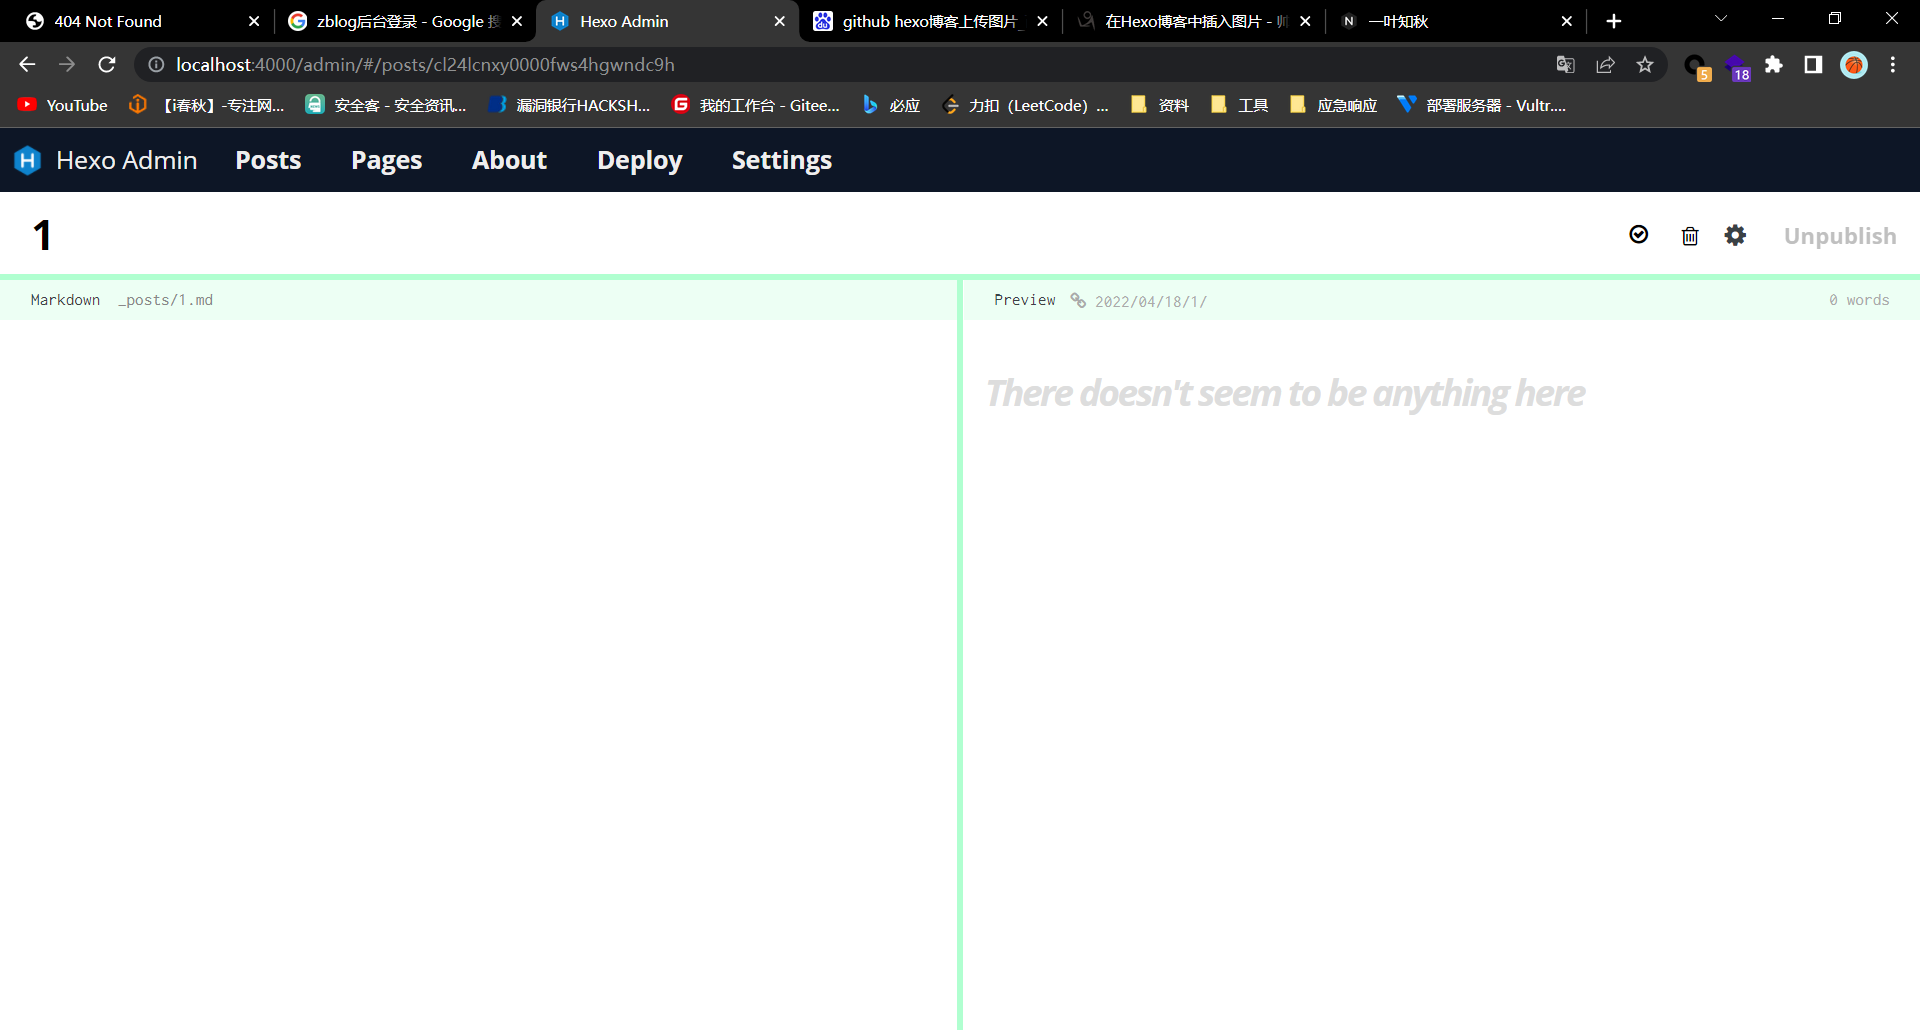 404 Not Found
zblog后台登录 - Google 搜
Hexo Admin
github hexo博客上传图片_
在Hexo博客中插入图片 - 帅
一叶知秋
localhost:4000/admin/#/posts/cl24lcnxy0000fws4hgwndc9h
5
18
YouTube
【i春秋】-专注网...
安全客 - 安全资讯...
漏洞银行HACKSH...
我的工作台 - Gitee...
必应
力扣（LeetCode）...
资料
工具
应急响应
部署服务器 - Vultr....
Hexo Admin
Posts
Pages
About
Deploy
Settings
1
Unpublish
Markdown _posts/1.md
Preview 2022/04/18/1/
0 words
There doesn't seem to be anything here